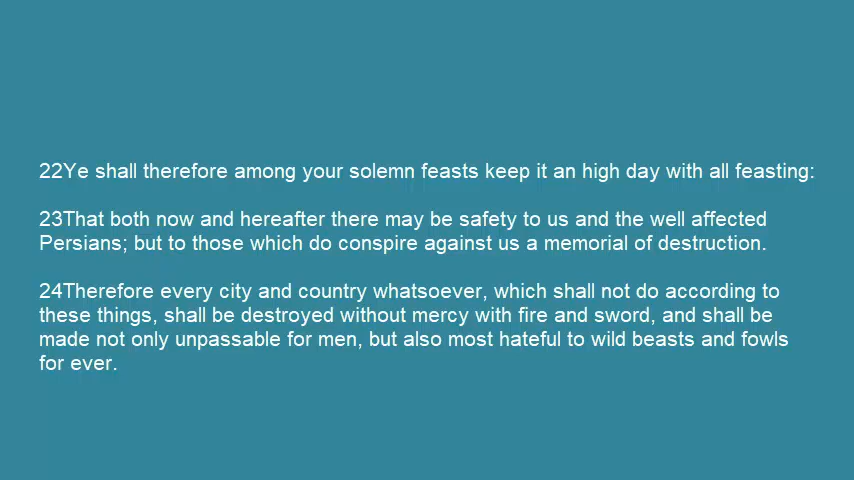 22Ye shall therefore among your solemn feasts keep it an high day with all feasting:
23That both now and hereafter there may be safety to us and the well affected
Persians; but to those which do conspire against us a memorial of destruction.
24Therefore every city and country whatsoever, which shall not do according to
these things, shall be destroyed without mercy with fire and sword, and shall be
made not only unpassable for men, but also most hateful to wild beasts and fowls
for ever.